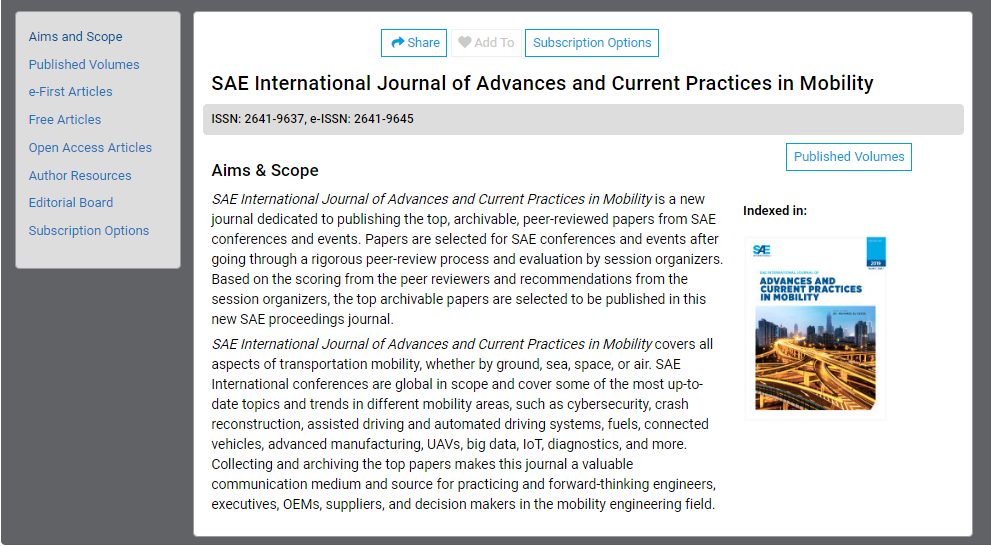 Aims and Scope
Published Volumes
e-First Articles
Free Articles
Open Access Articles
Author Resources
Editorial Board
Subscription Options
Share
Add To
Subscription Options
SAE International Journal of Advances and Current Practices in Mobility
ISSN: 2641-9637, e-ISSN: 2641-9645
Published Volumes
Aims & Scope
SAE International Journal of Advances and Current Practices in Mobility is a new
journal dedicated to publishing the top, archivable, peer-reviewed papers from SAE
conferences and events. Papers are selected for SAE conferences and events after
going through a rigorous peer-review process and evaluation by session organizers.
Based on the scoring from the peer reviewers and recommendations from the
session organizers, the top archivable papers are selected to be published in this
new SAE proceedings journal.
SAE International Journal of Advances and Current Practices in Mobility covers all
aspects of transportation mobility, whether by ground, sea, space, or air. SAE
International conferences are global in scope and cover some of the most up-to-
date topics and trends in different mobility areas, such as cybersecurity, crash
reconstruction, assisted driving and automated driving systems, fuels, connected
vehicles, advanced manufacturing, UAVs, big data, IoT, diagnostics, and more.
Collecting and archiving the top papers makes this journal a valuable
communication medium and source for practicing and forward-thinking engineers,
executives, OEMs, suppliers, and decision makers in the mobility engineering field.
Indexed in:
SAE
2019
SAE INTERNATIONAL JOURNAL OF
ADVANCES AND
CURRENT PRACTICES
IN MOBILITY